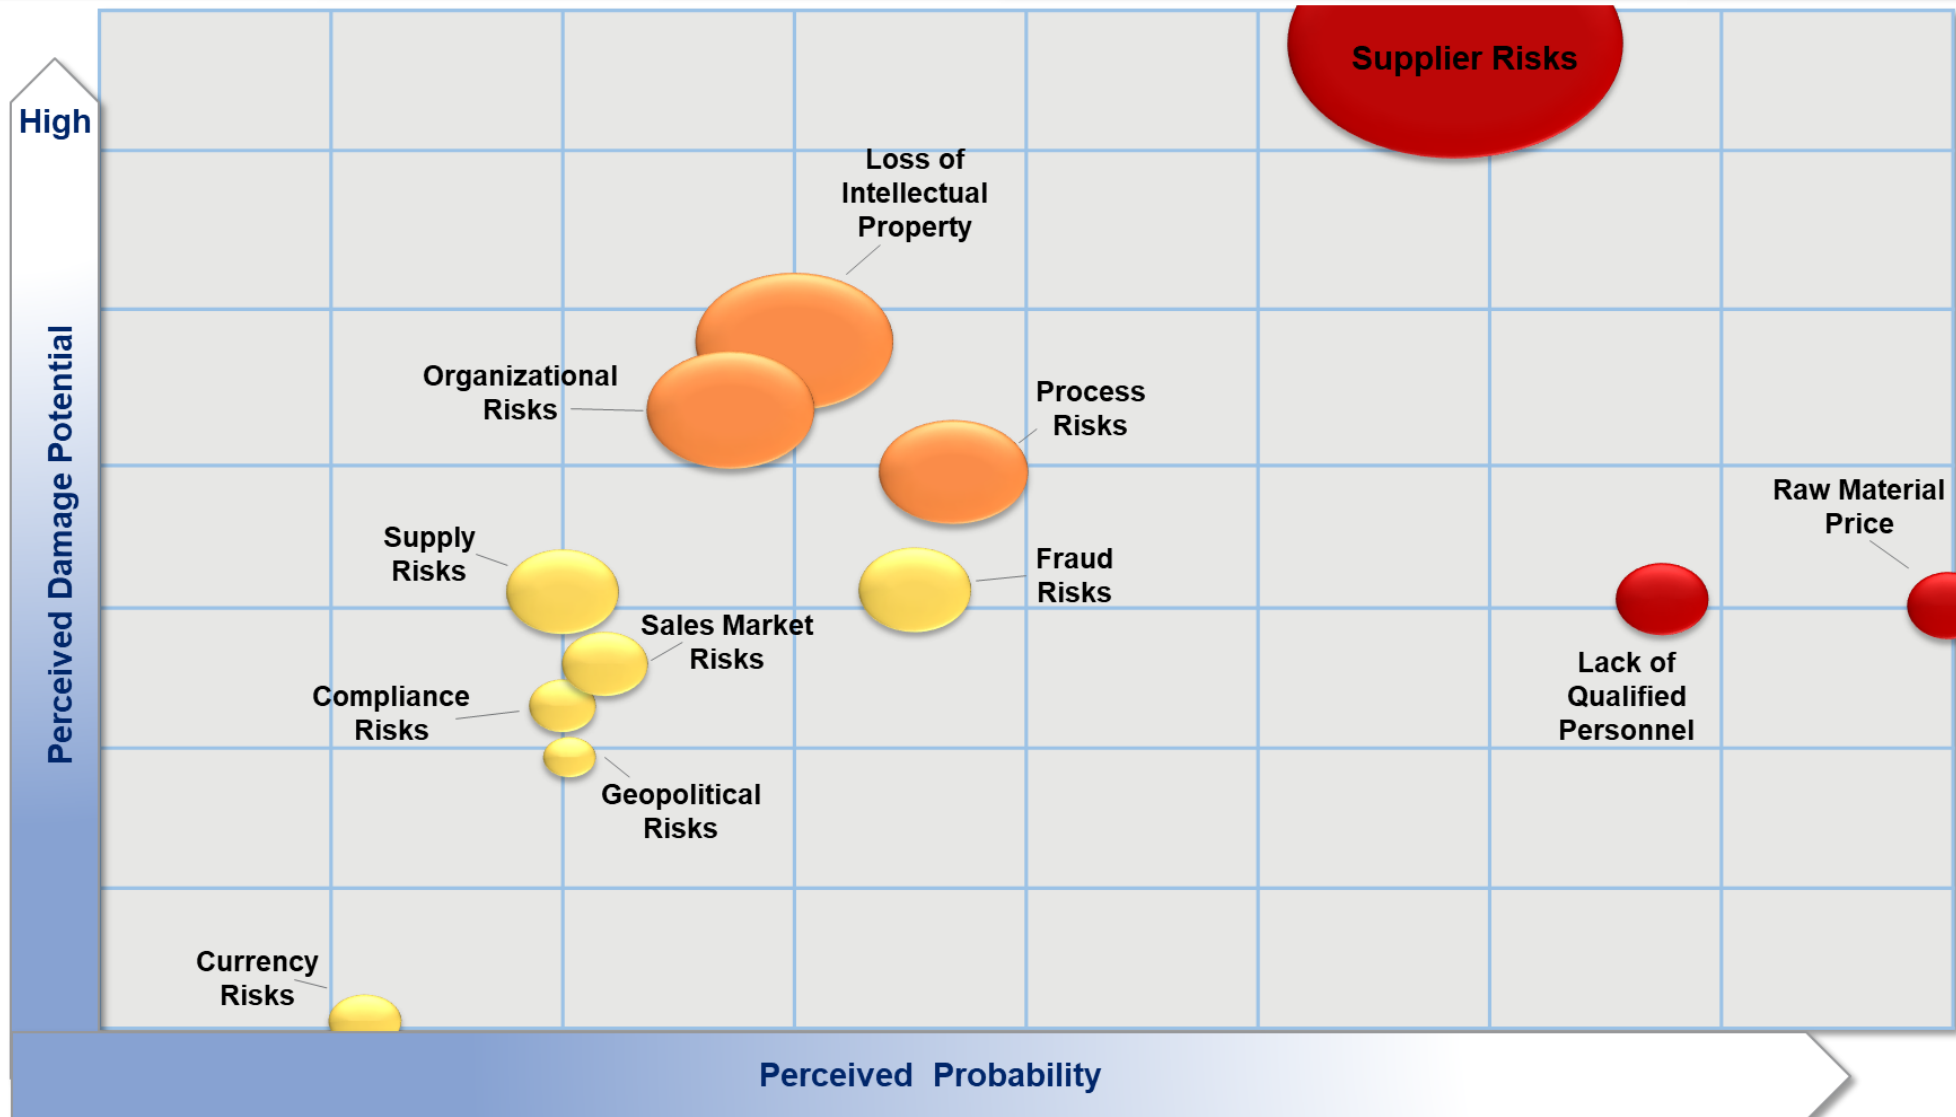 Supplier Risks
High
Loss of
Intellectual
Property
Organizational
Risks
Process
Risks
Raw Material
Price
Supply
Risks
Fraud
Risks
Sales Market
Risks
Lack of
Qualified
Personnel
Compliance
Risks
Geopolitical
Risks
Currency
Risks
Perceived Damage Potential
Perceived Probability